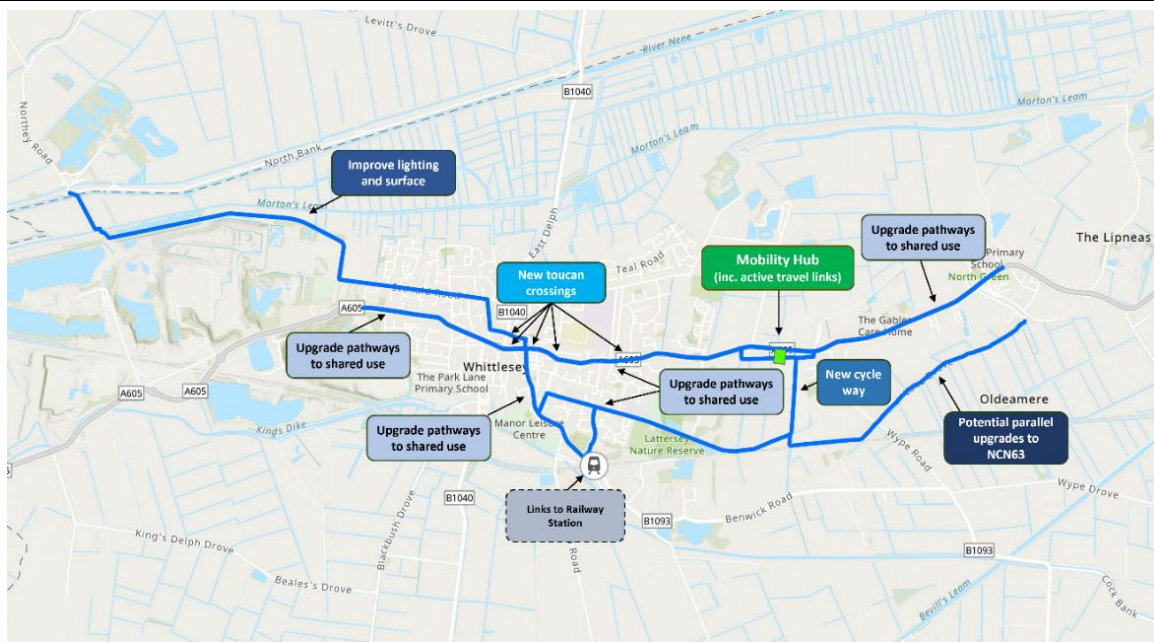 Levitt's Drove
River Nene
B1040
Morton's Leam
Northey Road
North Bank
Improve lighting
and surface
Morton's Leam
Morton's Leam
East Delph
Upgrade pathways
to shared use
The Lipneas
Primary
School
North Green
Teal Road
Mobility Hub
(inc. active travel links)
New toucan
crossings
B1040
A605
The Gables
Care Home
Upgrade pathways
to shared use
A605
Whittlesey
The Park Lane
Primary School
Upgrade pathways
to shared use
New cycle
way
A605
A605
Oldeamere
King's Dike
Upgrade pathways
to shared use
Manor Leisure
Centre
Lattersey
Nature Reserve
Potential parallel
upgrades to
NCN63
Wype Road
Links to Railway
Station
Benwick Road
Wype Drove
B1040
B1093
Blackbush Drove
Road
King's Delph Drove
B1093
Beales's Drove
Bevill's Leam
Cock
Bank